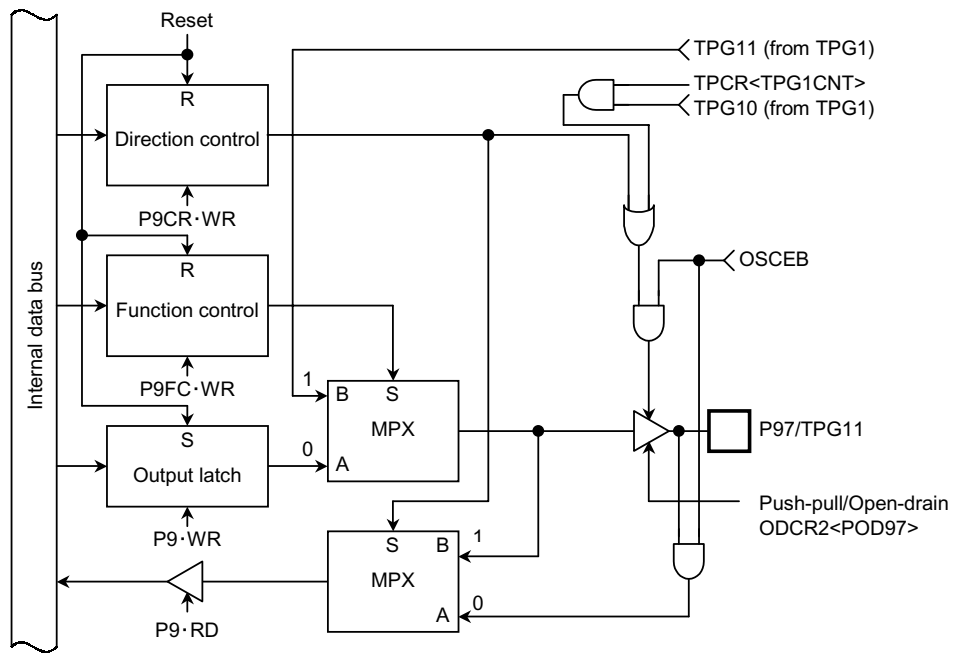 Reset
TPG11 (from TPG1)
TPCR<TPG1CNT>
TPG10 (from TPG1)
R
Direction control
P9CR·WR
OSCEB
R
Function control
P9FC·WR
Internal data bus
1
B
S
MPX
0
A
S
Output latch
P9·WR
P97/TPG11
Push-pull/Open-drain
ODCR2<POD97>
S
B
1
MPX
A
0
P9·RD